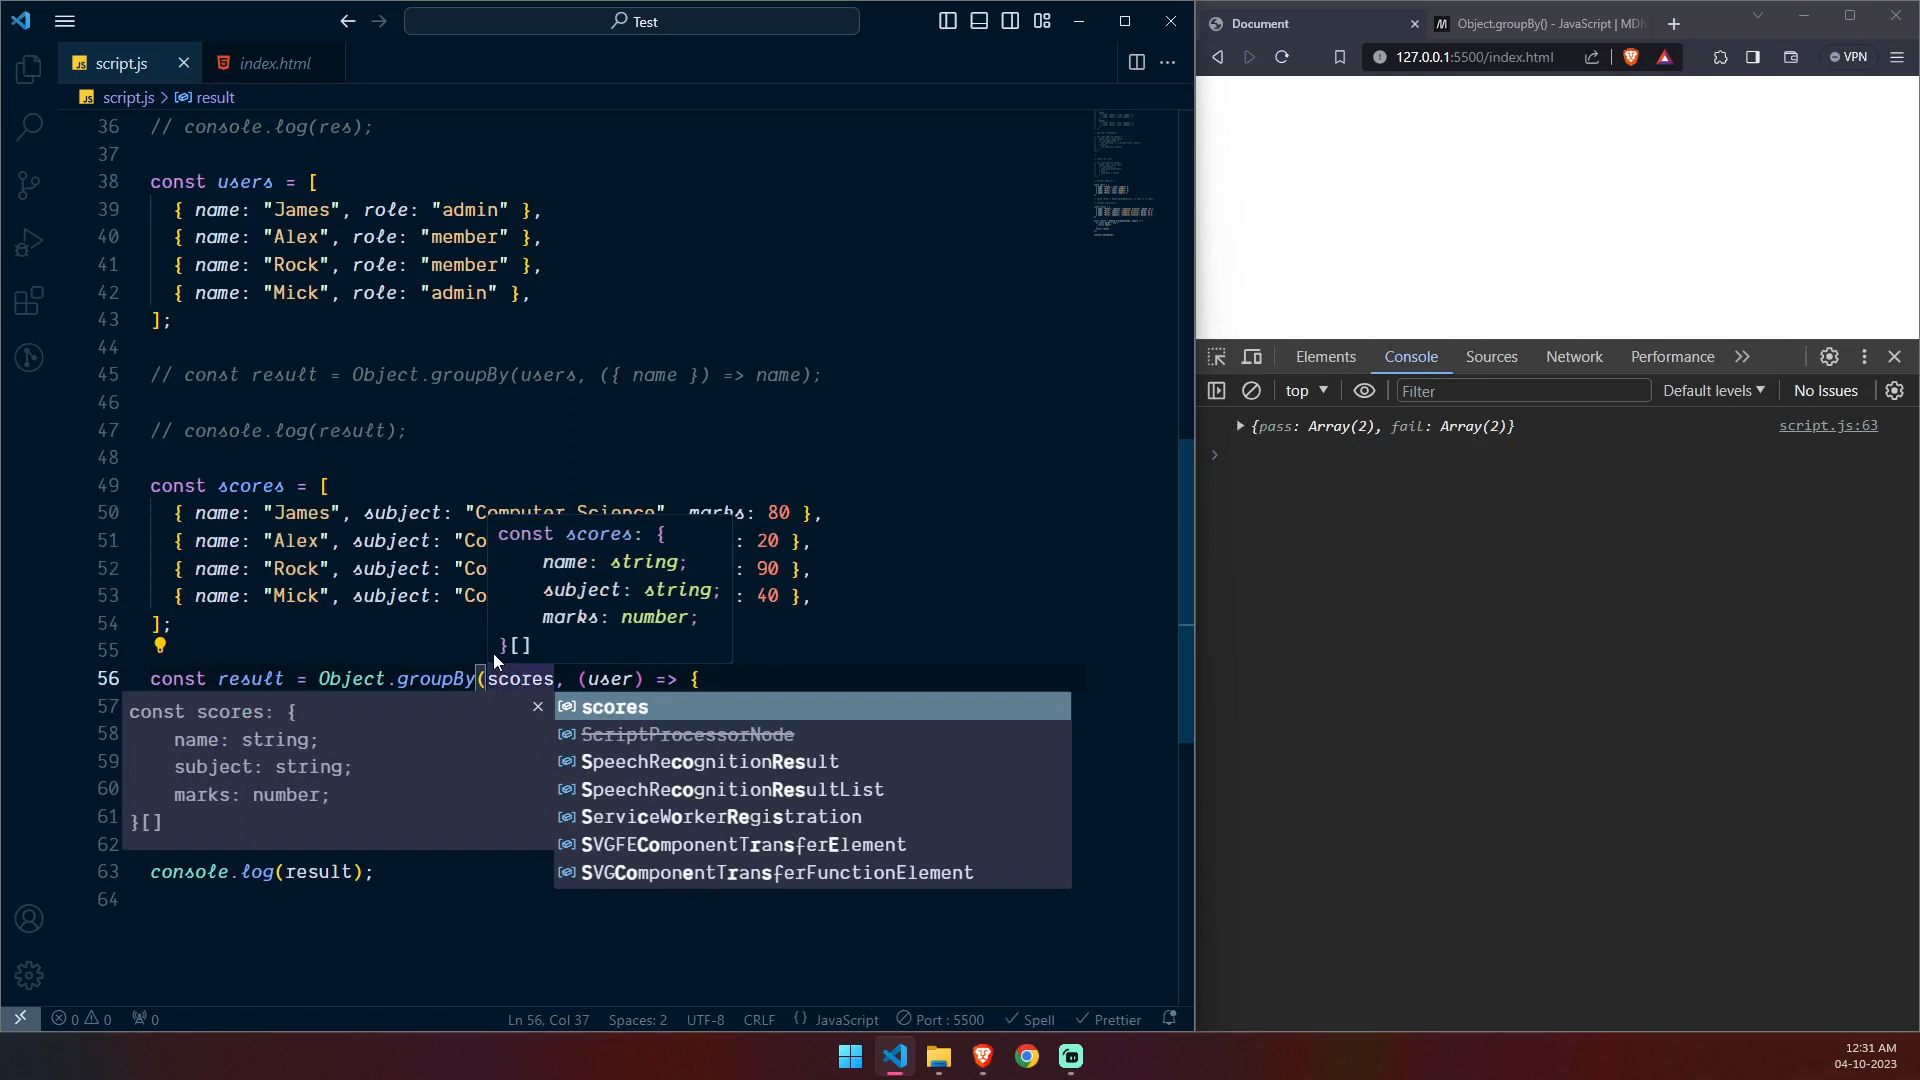 Test
script.js
index.html
script.js > result
36 // console.log(res);
37
38 const users = [
39 { name: "James", role: "admin" },
40 { name: "Alex", role: "member" },
41 { name: "Rock", role: "member" },
42 { name: "Mick", role: "admin" },
43 ];
44
45 // const result = Object.groupBy(users, ({ name }) => name);
46
47 // console.log(result);
48
49 const scores = [
50 { name: "James", subject: "Computer Science", marks: 80 },
51 { name: "Alex", subject: "Co : 20 },
52 { name: "Rock", subject: "Co : 90 },
53 { name: "Mick", subject: "Co : 40 },
54 ];
55
const scores: {
name: string;
subject: string;
marks: number;
}[]
56 const result = Object.groupBy(scores, (user) => {
57
58
59
60
61
62
const scores: {
name: string;
subject: string;
marks: number;
}[]
scores
ScriptProcessorNode
SpeechRecognitionResult
SpeechRecognitionResultList
ServiceWorkerRegistration
SVGFEComponentTransferElement
SVGComponentTransferFunctionElement
63 console.log(result);
64
0 0 0
Ln 56, Col 37 Spaces: 2 UTF-8 CRLF {} JavaScript Port : 5500 Spell Prettier
Document
Object.groupBy() - JavaScript | MDN
127.0.0.1:5500/index.html
VPN
Elements Console Sources Network Performance
top Filter Default levels No Issues
{pass: Array(2), fail: Array(2)} script.js:63
12:31 AM
04-10-2023